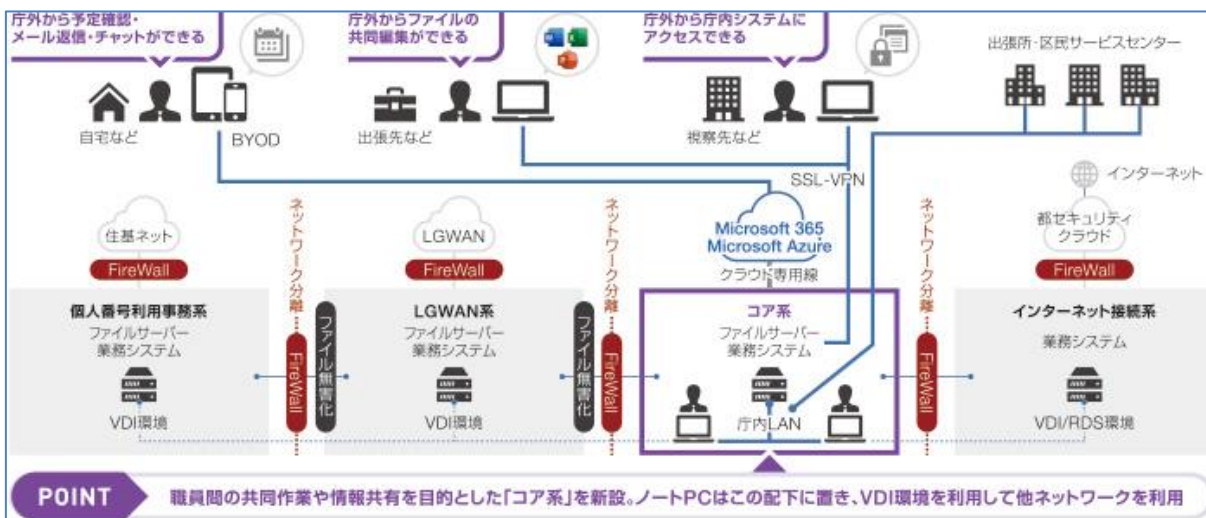 庁外から予定確認・
メール返信・チャットができる
庁外からファイルの
共同編集ができる
庁外から庁内システムに
アクセスできる
出張所・区民サービスセンター
自宅など
BYOD
出張先など
視察先など
SSL-VPN
インターネット
住基ネット
FireWall
ネットワーク分離
LGWAN
FireWall
ネットワーク分離
Microsoft 365
Microsoft Azure
クラウド専用線
ネットワーク分離
都セキュリティ
クラウド
FireWall
個人番号利用事務系
ファイルサーバー
業務システム
VDI環境
FireWall
ファイル無害化
LGWAN系
ファイルサーバー
業務システム
VDI環境
ファイル無害化
FireWall
コア系
ファイルサーバー
業務システム
庁内LAN
FireWall
インターネット接続系
業務システム
VDI/RDS環境
POINT
職員間の共同作業や情報共有を目的とした「コア系」を新設。ノートPCはこの配下に置き、VDI環境を利用して他ネットワークを利用